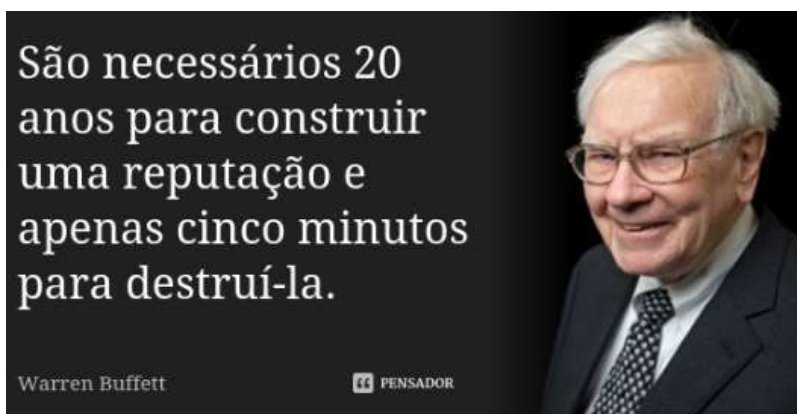 São necessários 20
anos para construir
uma reputação e
apenas cinco minutos
para destruí-la.
Warren Buffett
PENSADOR